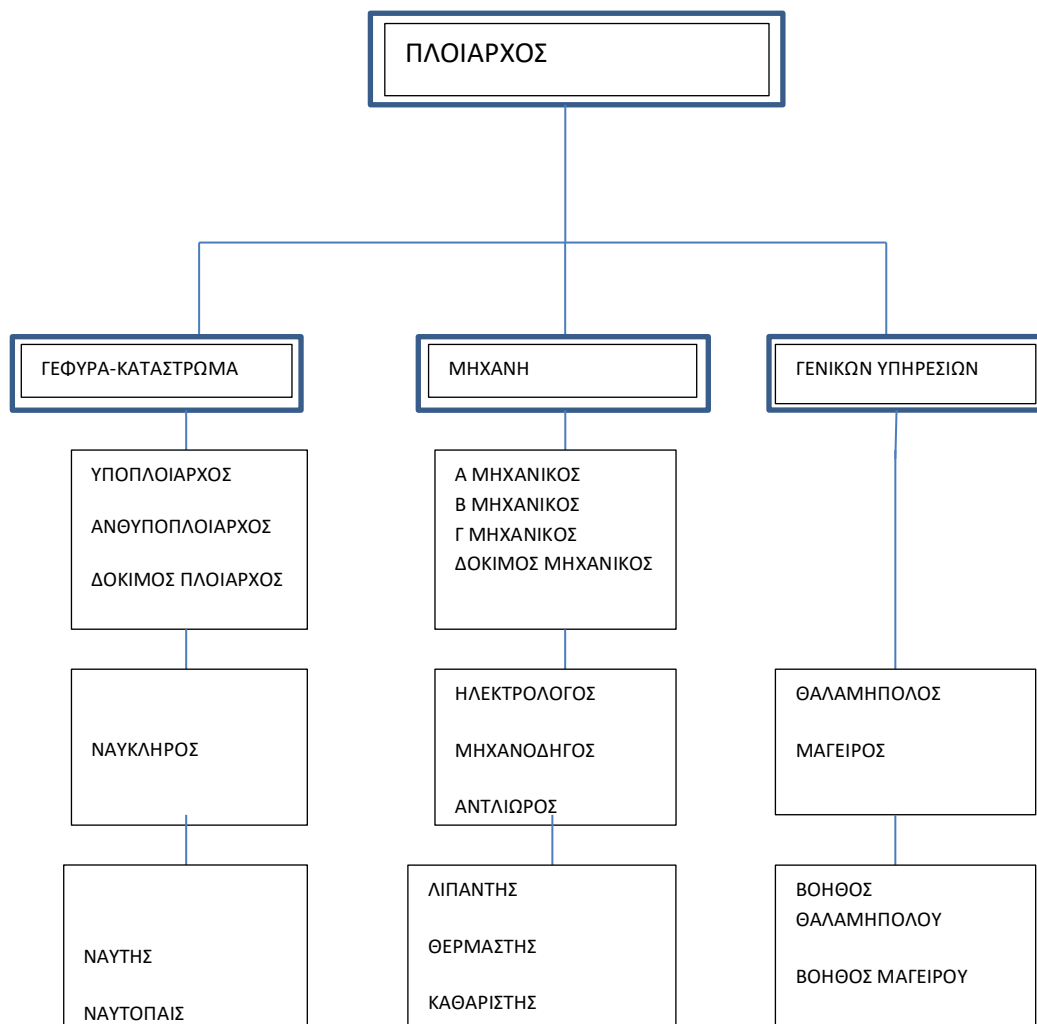 ΠΛΟΙΑΡΧΟΣ
ΓΕΦΥΡΑ-ΚΑΤΑΣΤΡΩΜΑ
ΜΗΧΑΝΗ
ΓΕΝΙΚΩΝ ΥΠΗΡΕΣΙΩΝ
ΥΠΟΠΛΟΙΑΡΧΟΣ
ΑΝΘΥΠΟΠΛΟΙΑΡΧΟΣ
ΔΟΚΙΜΟΣ ΠΛΟΙΑΡΧΟΣ
Α ΜΗΧΑΝΙΚΟΣ
Β ΜΗΧΑΝΙΚΟΣ
Γ ΜΗΧΑΝΙΚΟΣ
ΔΟΚΙΜΟΣ ΜΗΧΑΝΙΚΟΣ
ΝΑΥΚΛΗΡΟΣ
ΗΛΕΚΤΡΟΛΟΓΟΣ
ΜΗΧΑΝΟΔΗΓΟΣ
ΑΝΤΛΙΩΡΟΣ
ΘΑΛΑΜΗΠΟΛΟΣ
ΜΑΓΕΙΡΟΣ
ΝΑΥΤΗΣ
ΝΑΥΤΟΠΑΙΣ
ΛΙΠΑΝΤΗΣ
ΘΕΡΜΑΣΤΗΣ
ΚΑΘΑΡΙΣΤΗΣ
ΒΟΗΘΟΣ
ΘΑΛΑΜΗΠΟΛΟΥ
ΒΟΗΘΟΣ ΜΑΓΕΙΡΟΥ